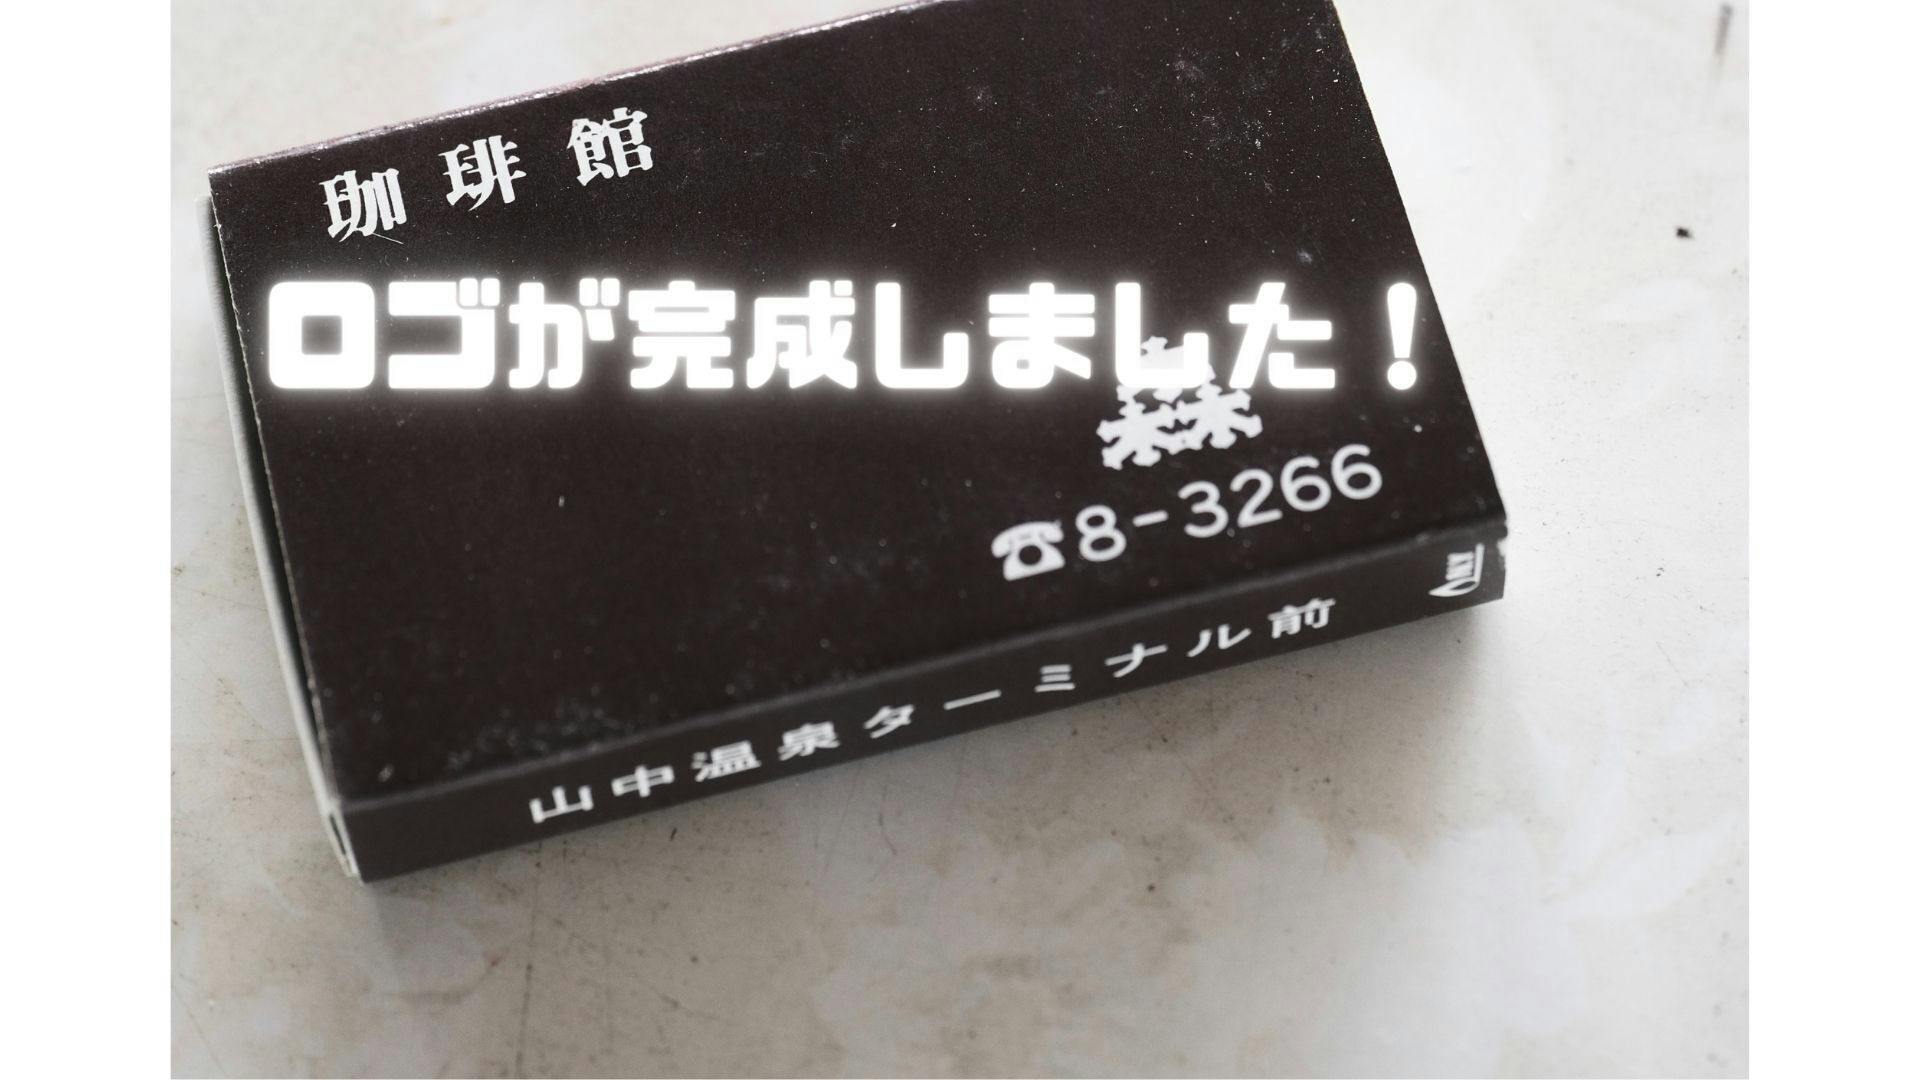 珈琲館
ロゴが完成しました！
森
☎8-3266
山中温泉ターミナル前